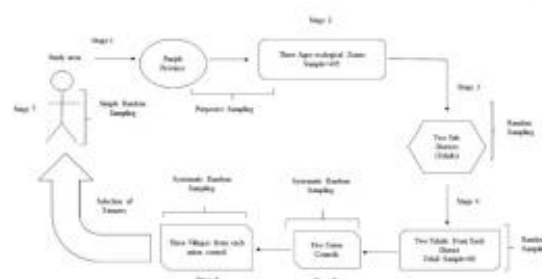 Stage 2
Stage 1
Study area
Punjab
Province
Three Agro-ecological Zones
Stage 3
Stage 7
Simple Random
Sampling
Purposive Sampling
Random
Sampling
Two Sub
Districts
Stage 4
Systematic Random
Sampling
Systematic Random
Sampling
Selection of
Farmers
Three Villages from each
union council
Two Union
Councils
Two Tehsils From Each
District
Random
Sampling